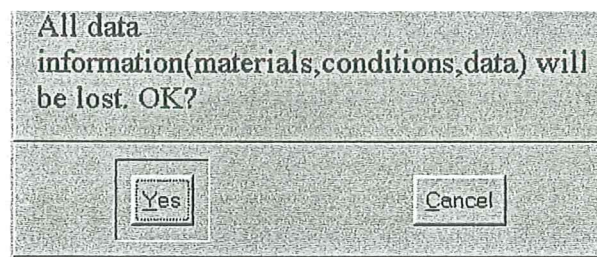 All data
information(materials,conditions,data) will
be lost. OK?
Yes
Cancel